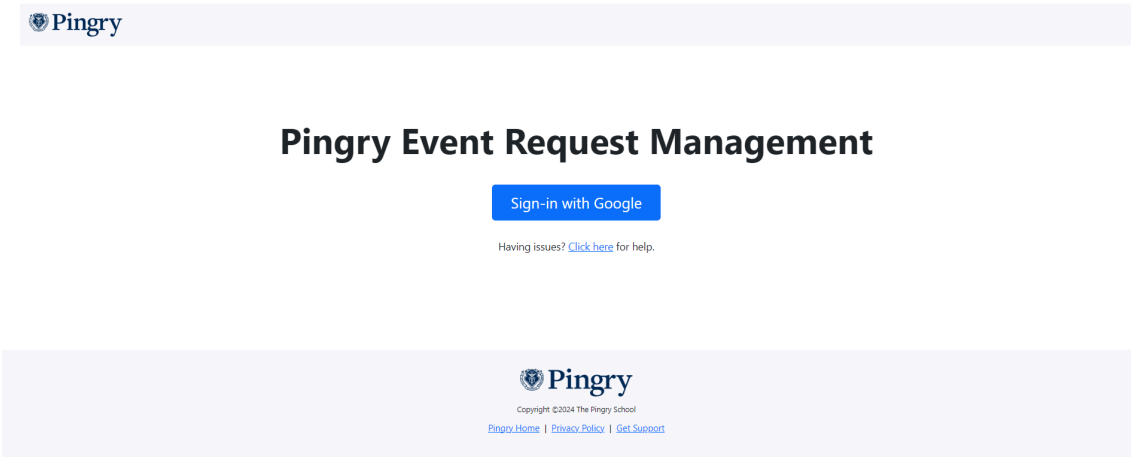 Pingry
Pingry Event Request Management
Sign-in with Google
Having issues? Click here for help.
Pingry
Copyright ©2024 The Pingry School
Pingry Home | Privacy Policy | Get Support